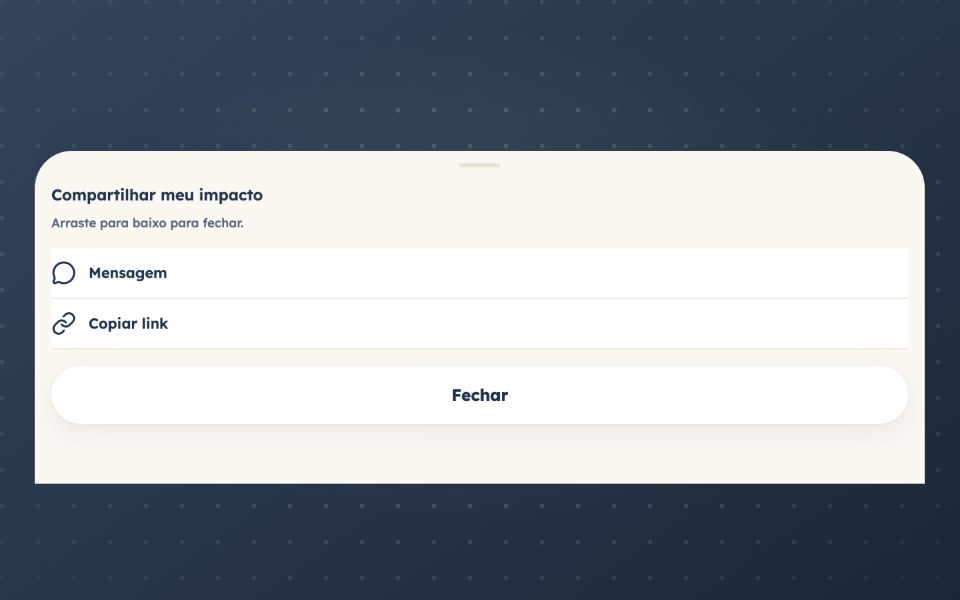 Compartilhar meu impacto
Arraste para baixo para fechar.
Mensagem
Copiar link
Fechar